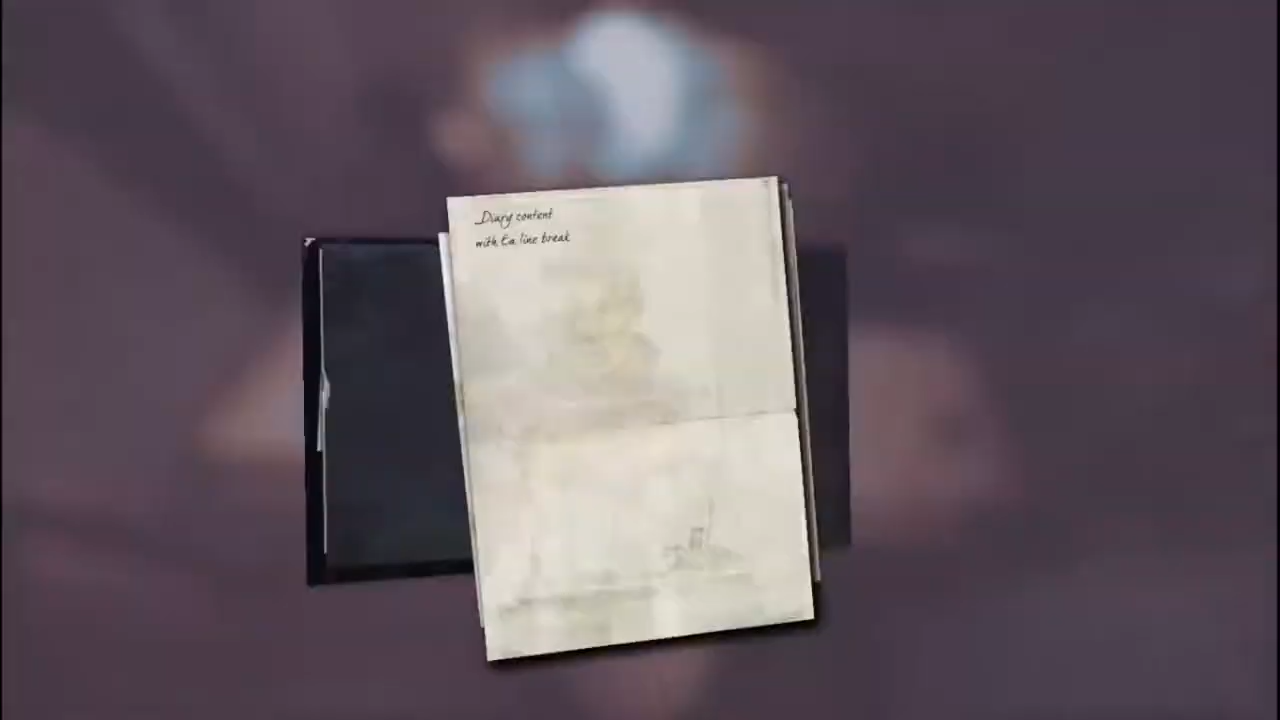 Diary content
with €a line break